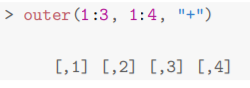 > outer(1:3, 1:4, "+")
[,1] [,2] [,3] [,4]